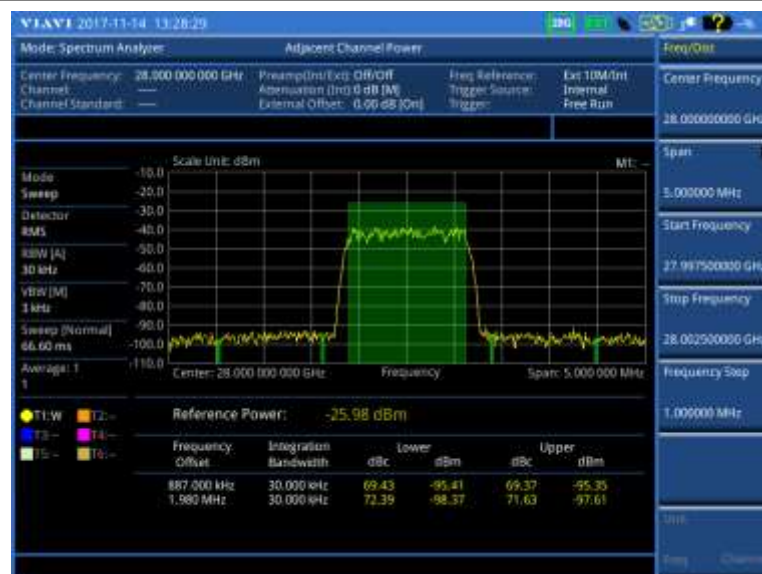 VIAVI 2017-11-14 13:28:29
Mode: Spectrum Analyzer Adjacent Channel Power Freq/Dist
Center Frequency: 28.000 000 000 GHz Preamp(Int/Ext): Off/Off Freq Reference: Ext 10M/Int
Channel: --- Attenuation (Int): 0 dB [M] Trigger Source: Internal
Channel Standard: --- External Offset: 0.00 dB [On] Trigger: Free Run
Center Frequency
28.000000000 GHz
Scale Unit: dBm M1: --
Mode
Sweep
Detector
RMS
RBW [A]
30 kHz
VBW [M]
3 kHz
Sweep [Normal]
66.60 ms
Average: 1
1
-10.0
-20.0
-30.0
-40.0
-50.0
-60.0
-70.0
-80.0
-90.0
-100.0
-110.0
Center: 28.000 000 000 GHz Frequency Span: 5.000 000 MHz
Span
5.000000 MHz
Start Frequency
27.997500000 GHz
Stop Frequency
28.002500000 GHz
Frequency Step
1.000000 MHz
T1:W T2:--
T3:-- T4:--
T5:-- T6:--
Reference Power: -25.98 dBm
Frequency Integration Lower Upper
Offset Bandwidth dBc dBm dBc dBm
887.000 kHz 30.000 kHz 69.43 -95.41 69.37 -95.35
1.980 MHz 30.000 kHz 72.39 -98.37 71.63 -97.61
Unit
Freq Channel